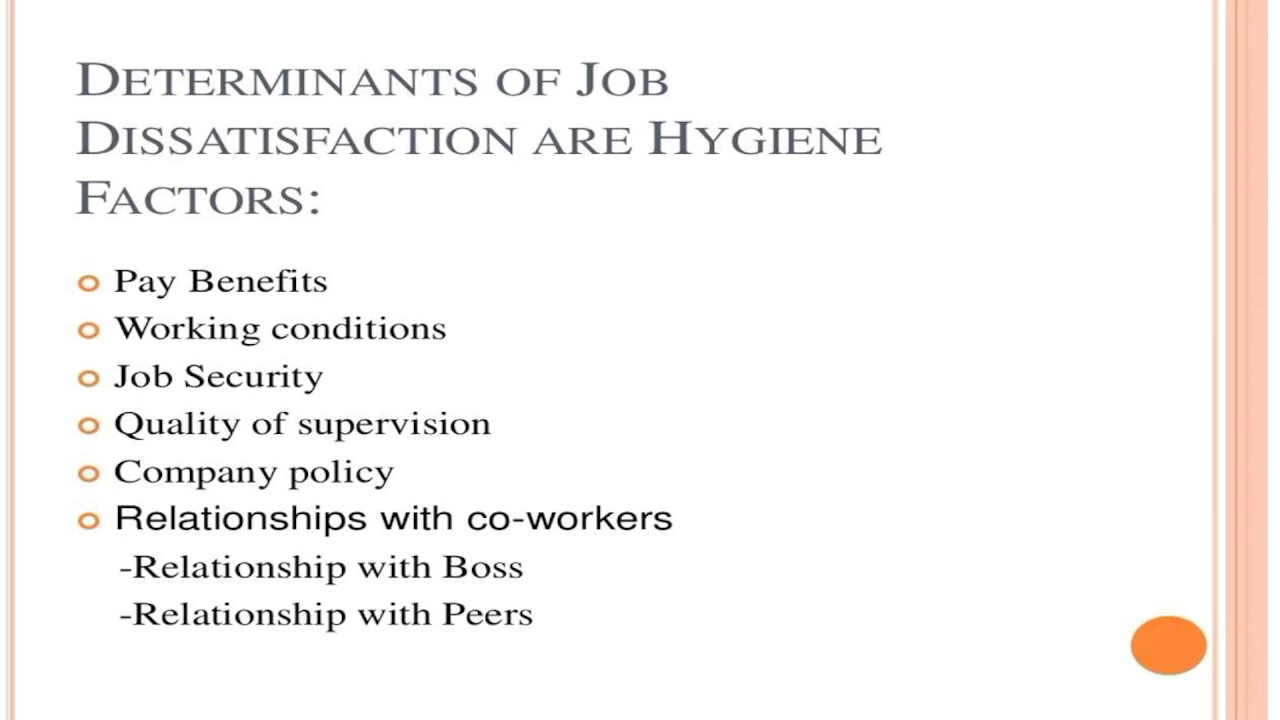 DETERMINANTS OF JOB
DISSATISFACTION ARE HYGIENE
FACTORS:
Pay Benefits
Working conditions
Job Security
Quality of supervision
Company policy
Relationships with co-workers
-Relationship with Boss
-Relationship with Peers